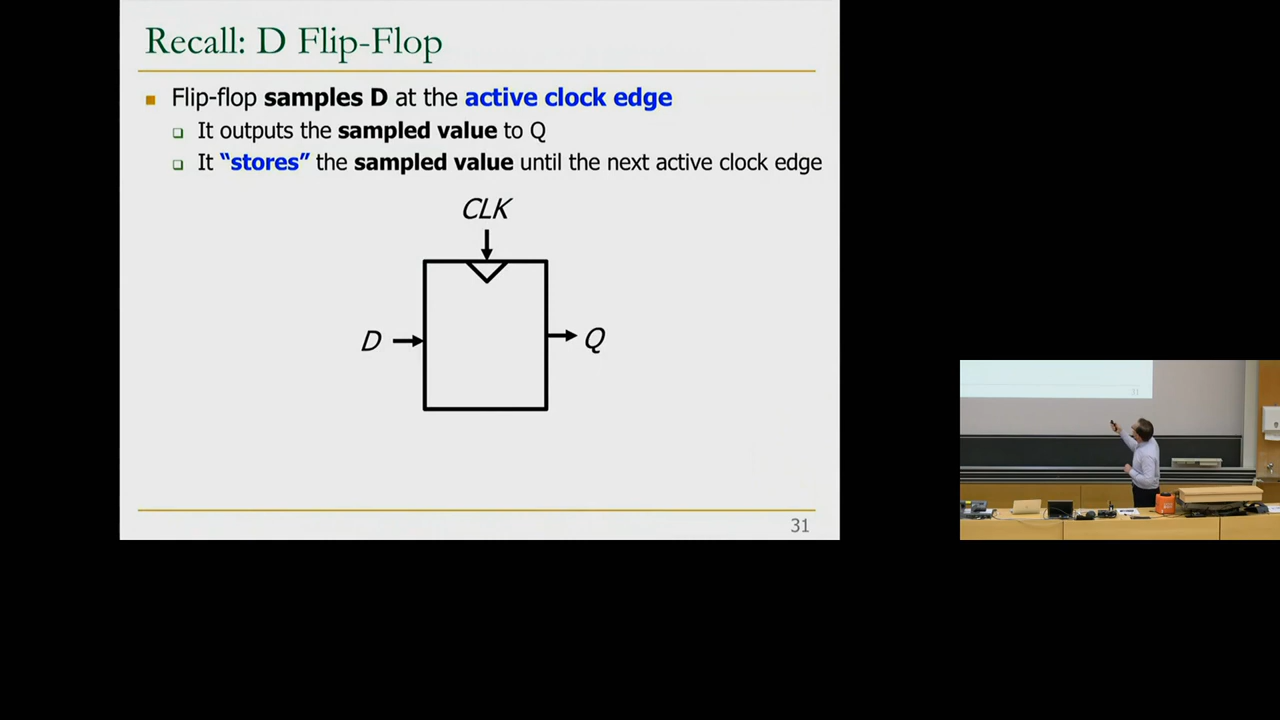 Recall: D Flip-Flop
Flip-flop samples D at the active clock edge
It outputs the sampled value to Q
It “stores” the sampled value until the next active clock edge
CLK
D
Q
31